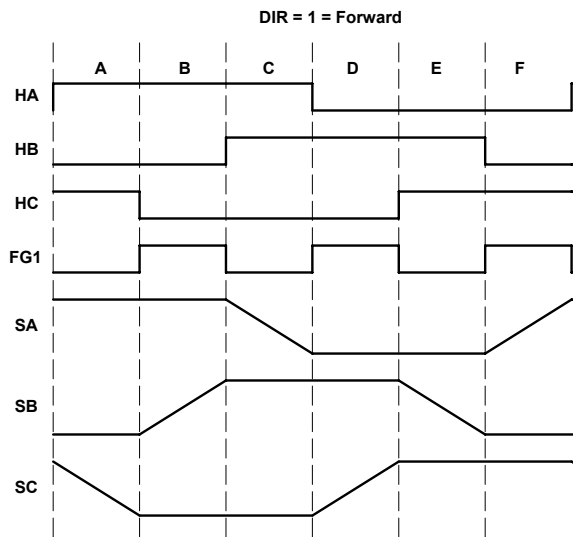 DIR = 1 = Forward
A B C D E F
HA
HB
HC
FG1
SA
SB
SC